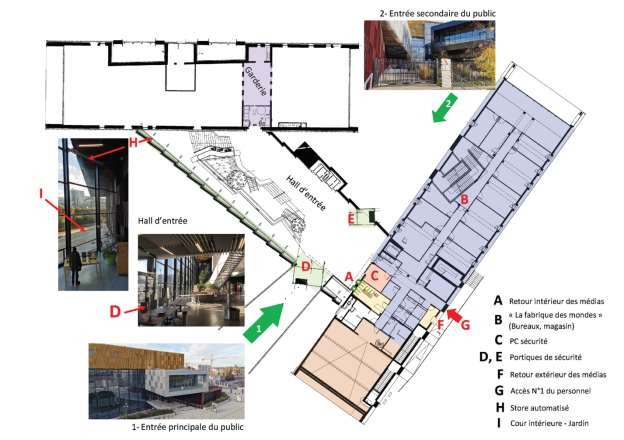 2- Entrée secondaire du public
2
Garderie
H
I
Hall d'entrée
Hall d'entrée
B
E
D
A
C
D
1
F
G
1- Entrée principale du public
A Retour intérieur des médias
B « La fabrique des mondes »
(Bureaux, magasin)
C PC sécurité
D, E Portiques de sécurité
F Retour extérieur des médias
G Accès N°1 du personnel
H Store automatisé
I Cour intérieure - Jardin